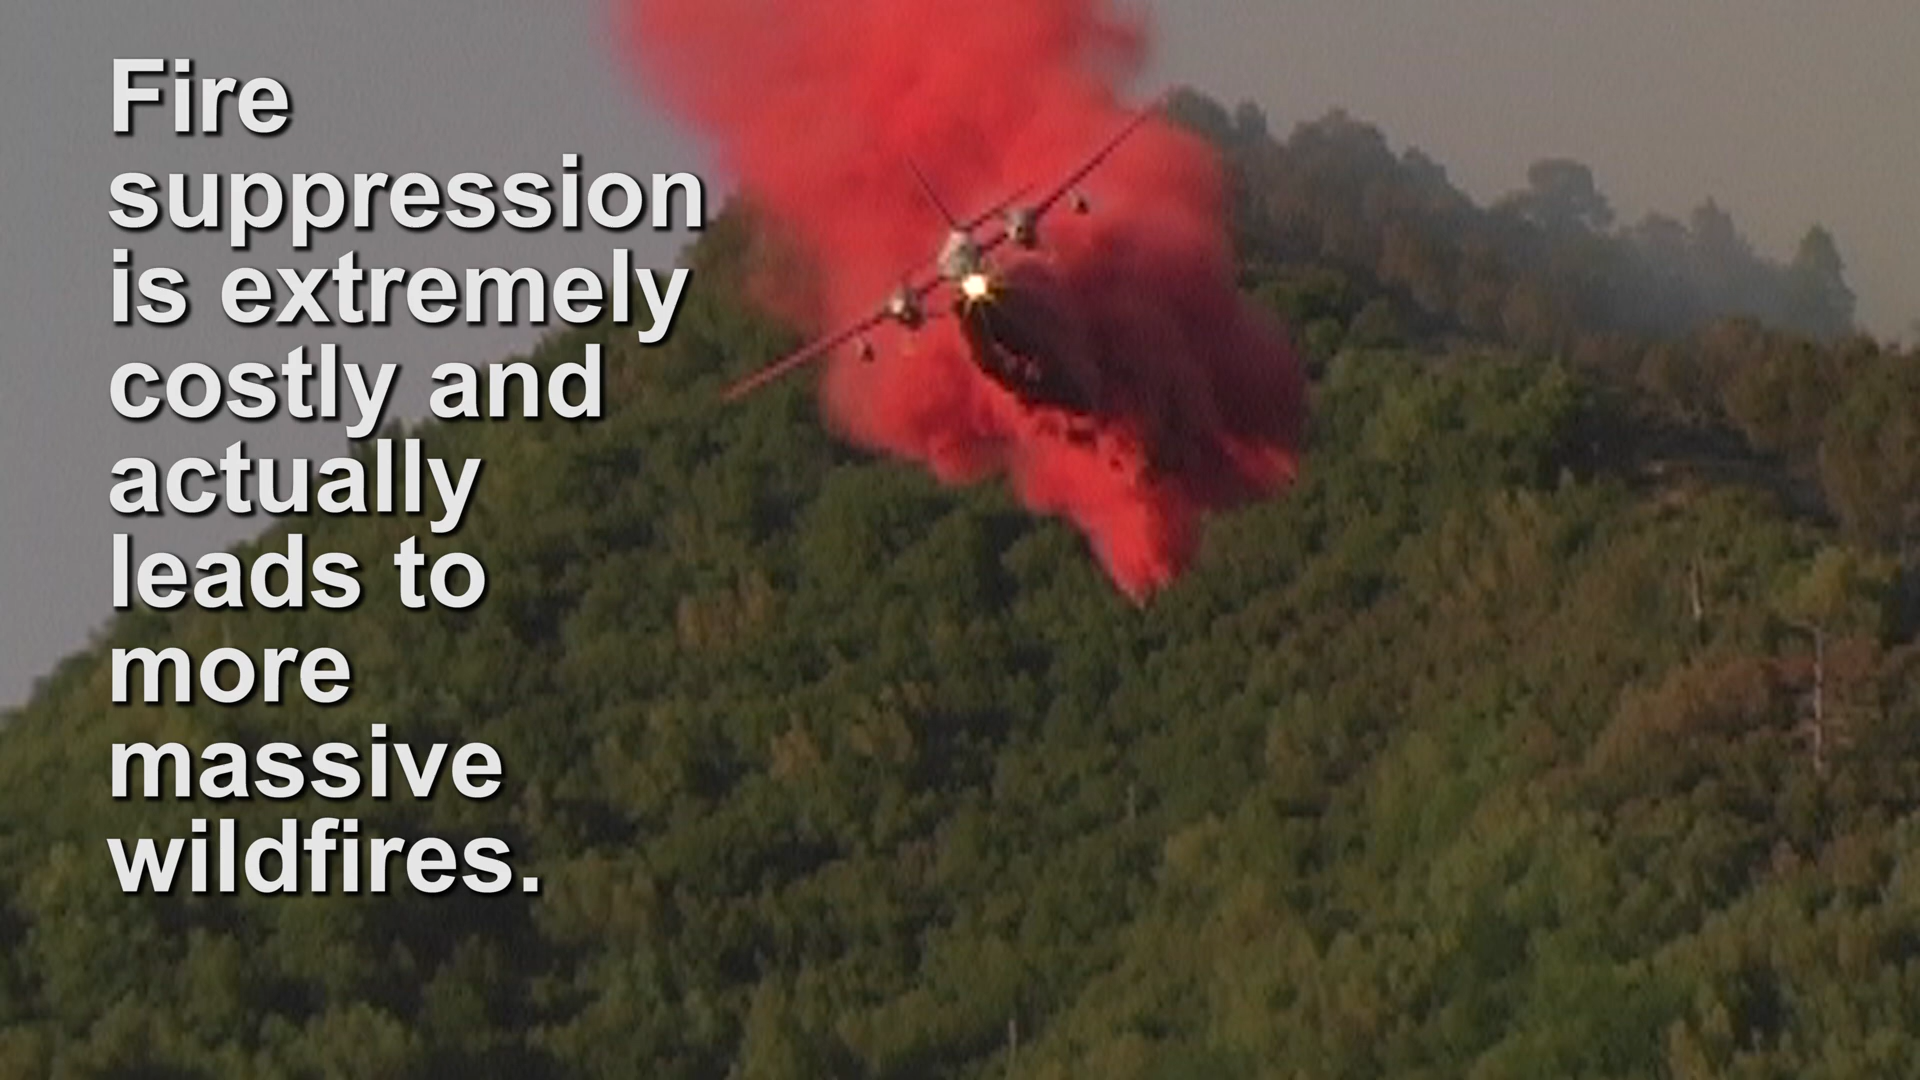 Fire
suppression
is extremely
costly and
actually
leads to
more
massive
wildfires.